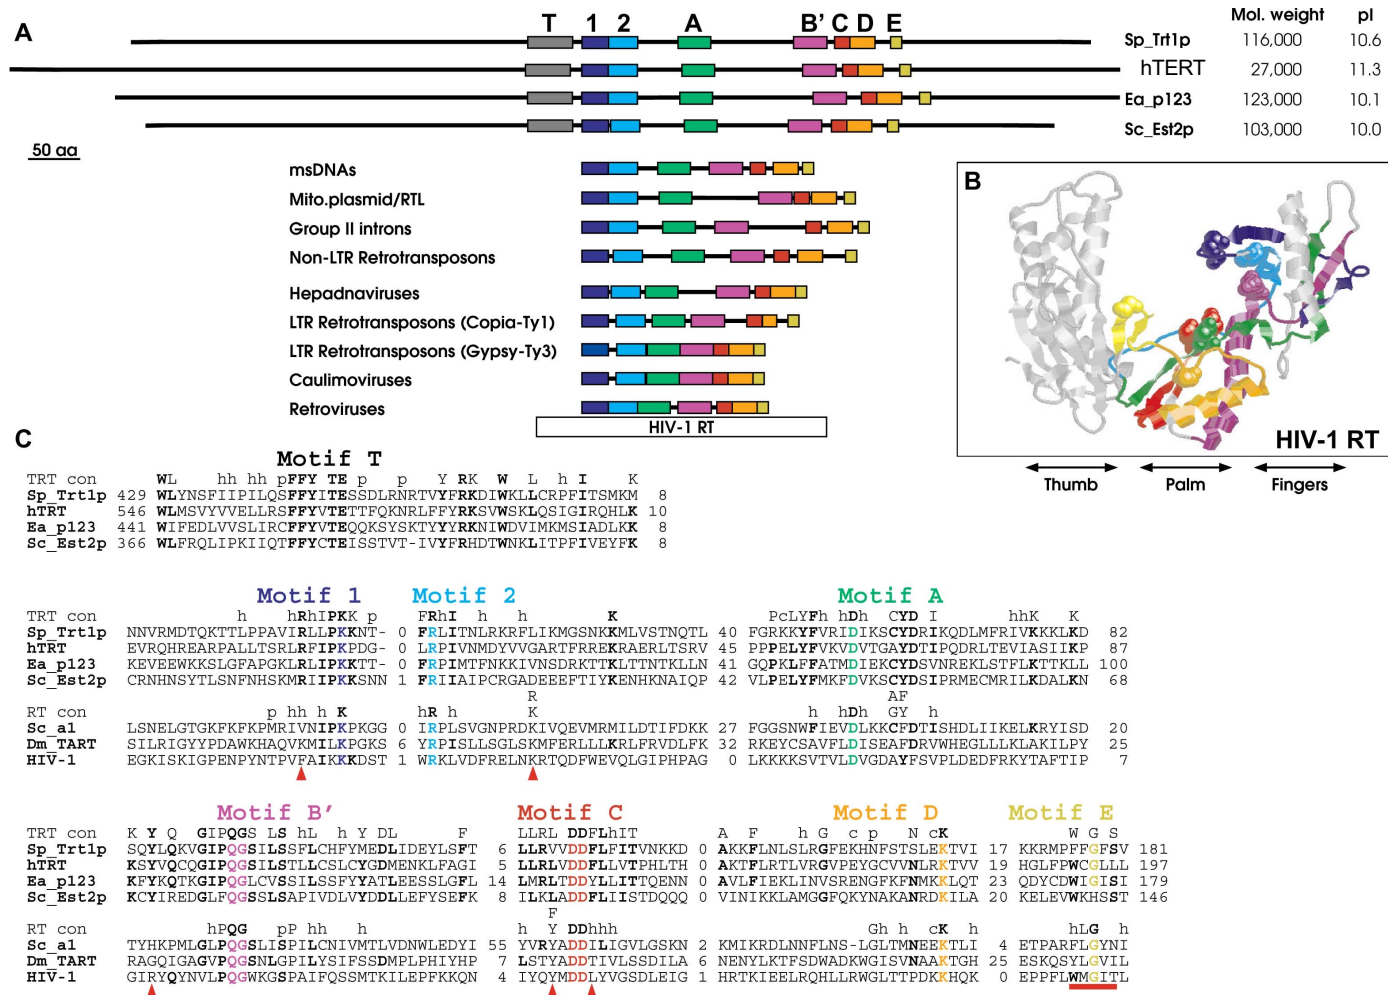 A
T 1 2 A B’ C D E
Mol. weight pI
Sp_Trt1p 116,000 10.6
hTERT 27,000 11.3
Ea_p123 123,000 10.1
Sc_Est2p 103,000 10.0
50 aa
msDNAs
Mito.plasmid/RTL
Group II introns
Non-LTR Retrotransposons
Hepadnaviruses
LTR Retrotransposons (Copia-Ty1)
LTR Retrotransposons (Gypsy-Ty3)
Caulimoviruses
Retroviruses
HIV-1 RT
B
HIV-1 RT
Thumb Palm Fingers
C
Motif T
TRT con WL hh hh pFFY TE p p Y RK W L h I K
Sp_Trt1p 429 WLYNSFIIPILQSFFYITESSDLRNRTVYFRKDIWKLLCRPFITSMKM 8
hTRT 546 WLMSVYVVELLRSFFYVTETTFQKNRLFFYRKSVWSKLQSIGIRQHLK 10
Ea_p123 441 WIFEDLVVSLIRCFFYVTEQQKSYSKTYYYRKNIWDVIMKMSIADLKK 8
Sc_Est2p 366 WLFRQLIPKIIQTFFYCTEISSTVT-IVYFRHDTWNKLITPFIVEYFK 8
Motif 1 Motif 2 Motif A
TRT con h hRhIPKK p FRhI h h K PcLYFh hDh CYD I hhK K
Sp_Trt1p NNVRMDTQKTTLPPAVIRLLPKKNT- 0 FRLITNLRKRFLIKMGSNKKMLVSTNQTL 40 FGRKKYFVRIDIKSCYDRIKQDLMFRIVKKKLKD 82
hTRT EVRQHREARPALLTSRLRFIPKPDG- 0 LRPIVNMDYVVGARTFRREKRAERLTSRV 45 PPPELYFVKVDVTGAYDTIPQDRLTEVIASIIKP 87
Ea_p123 KEVEEWKKSLGFAPGKLRLIPKKTT- 0 FRPIMTFNKKIVNSDRKTTKLTTNTKLLN 41 GQPKLFFATMDIEKCYDSVNREKLSTFLKTTKLL 100
Sc_Est2p CRNHNSYTLSNFNHSKMRIIPKKSNN 1 FRIIAIPCRGADEEEFTIYKENHKNAIQP 42 VLPELYFMKFDVKSCYDSIPRMECMRILKDALKN 68
R AF
RT con p hh h K hR h K h hDh GY h
Sc_a1 LSNELGTGKFKFKPMRIVNIPKPKGG 0 IRPLSVGNPRDKIVQEVMRMILDTIFDKK 27 FGGSNWFIEVDLKKCFDTISHDLIIKELKRYISD 20
Dm_TART SILRIGYYPDAWKHAQVKMILKPGKS 6 YRPISLLSGLSKMFERLLLKRLFRVDLFK 32 RKEYCSAVFLDISEAFDRVWHEGLLLKLAKILPY 25
HIV-1 EGKISKIGPENPYNTPVFAIKKKDST 1 WRKLVDFRELNKRTQDFWEVQLGIPHPAG 0 LKKKKSVTVLDVGDAYFSVPLDEDFRKYTAFTIP 7
Motif B’ Motif C Motif D Motif E
TRT con K Y Q GIPQGS LS hL h Y DL F LLRL DDFLhIT A F h G c p N cK W G S
Sp_Trt1p SQYLQKVGIPQGSILSSFLCHFYMEDLIDEYLSFT 6 LLRVVDDFLFITVNKKD 0 AKKFLNLSLRGFEKHNFSTSLEKTVI 17 KKRMPFFGFSV 181
hTRT KSYVQCQGIPQGSILSTLLCSLCYGDMENKLFAGI 5 LLRLVDDFLLVTPHLTH 0 AKTFLRTLVRGVPEYGCVVNLRKTVV 19 HGLFPWCGLLL 197
Ea_p123 KFYKQTKGIPQGLCVSSILSSFYYATLEESSLGFL 14 LMRLTDDYLLITTQENN 0 AVLFIEKLINVSRENGFKFNMKKLQT 23 QDYCDWIGISI 179
Sc_Est2p KCYIREDGLFQGSSLSAPIVDLVYDDLLEFYSEFK 8 ILKLADDFLIISTDQQQ 0 VINIKKLAMGGFQKYNAKANRDKILA 20 KELEVWKHSST 146
F
RT con hPQG pP hh h h Y DDhhh Gh h cK h hLG h
Sc_a1 TYHKPMLGLPQGSLISPILCNIVMTLVDNWLEDYI 55 YVRYADDILIGVLGSKN 2 KMIKRDLNNFLNS-LGLTMNEEKTLI 4 ETPARFLGYNI
Dm_TART RAGQIGAGVPQGSNLGPILYSIFSSDMPLPHIYHP 7 LSTYADDTIVLSSDILA 6 NENYLKTFSDWADKWGISVNAAKTGH 25 ESKQSYLGVIL
HIV-1 GIRYQYNVLPQGWKGSPAIFQSSMTKILEPFKKQN 4 IYQYMDDLYVGSDLEIG 1 HRTKIEELRQHLLRWGLTTPDKKHQK 0 EPPFLWMGITL